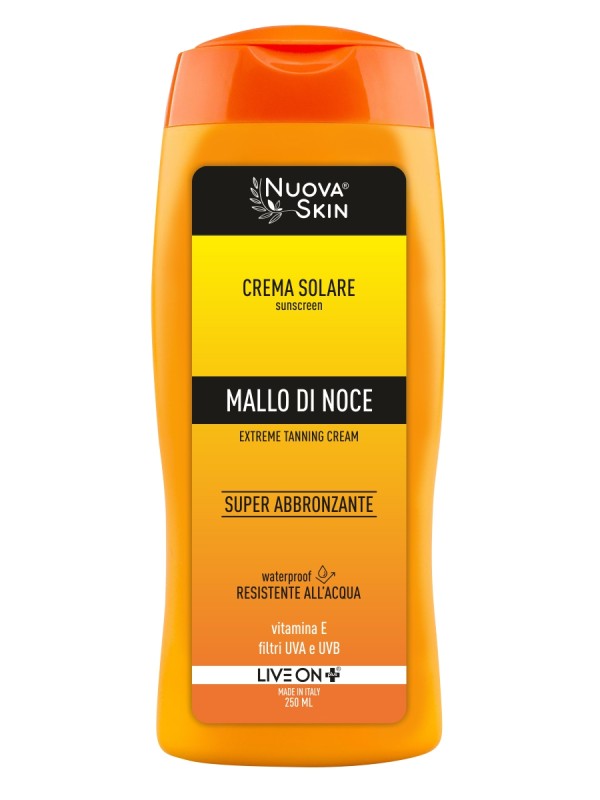 NUOVA®
SKIN
CREMA SOLARE
sunscreen
MALLO DI NOCE
EXTREME TANNING CREAM
SUPER ABBRONZANTE
waterproof
RESISTENTE ALL'ACQUA
vitamina E
filtri UVA e UVB
LIVE ON plus®
MADE IN ITALY
250 ML